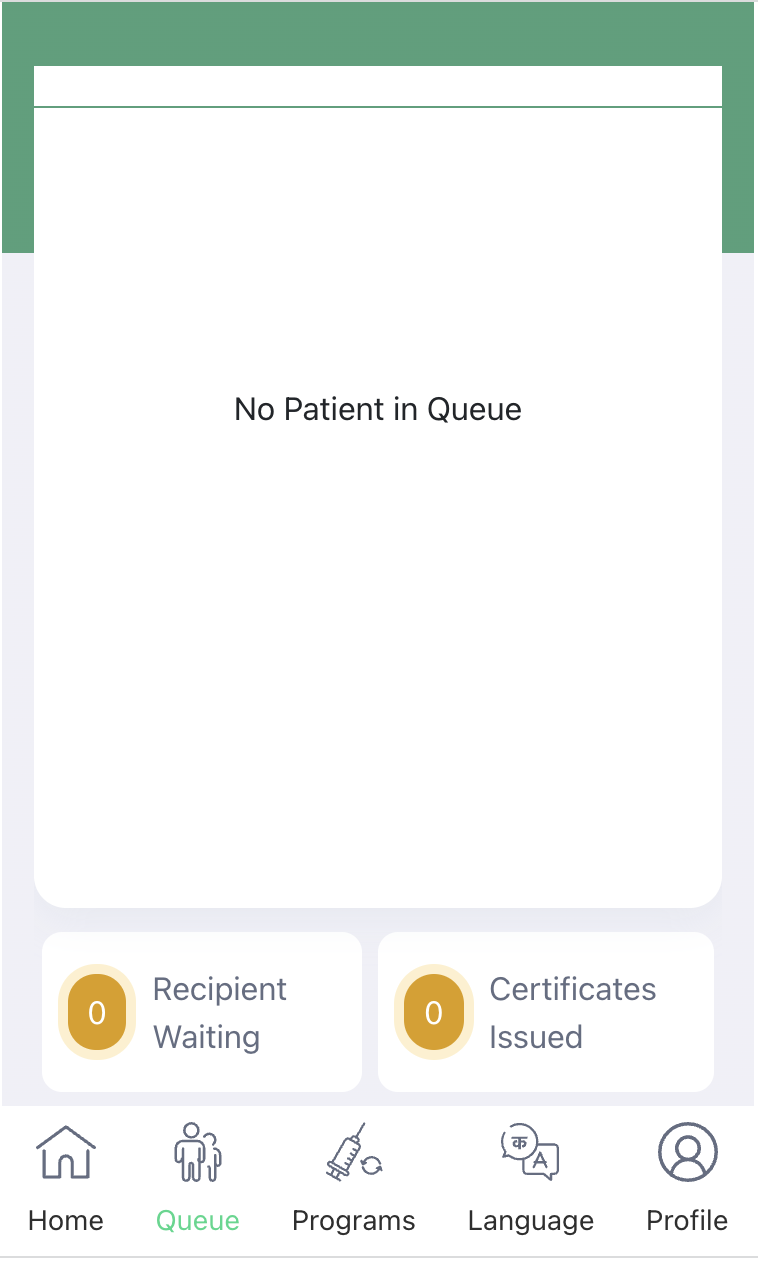 No Patient in Queue
0
Recipient
Waiting
0
Certificates
Issued
क
A
Home
Queue
Programs
Language
Profile